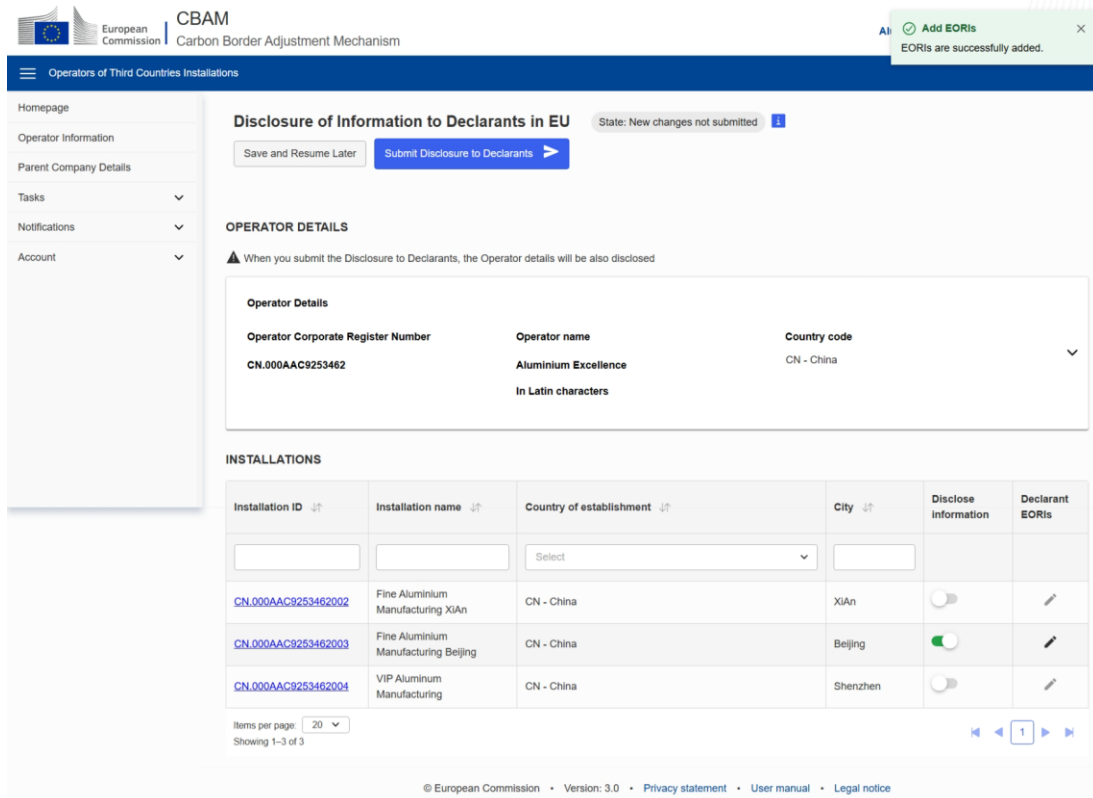 European
Commission
CBAM
Carbon Border Adjustment Mechanism
Add EORIs
EORIs are successfully added.
Operators of Third Countries Installations
Homepage
Operator Information
Parent Company Details
Tasks
Notifications
Account
Disclosure of Information to Declarants in EU
State: New changes not submitted
i
Save and Resume Later
Submit Disclosure to Declarants
OPERATOR DETAILS
When you submit the Disclosure to Declarants, the Operator details will be also disclosed
Operator Details
Operator Corporate Register Number Operator name Country code
CN.000AAC9253462 Aluminium Excellence CN - China
In Latin characters
INSTALLATIONS
Installation ID Installation name Country of establishment City Disclose information Declarant EORIs
Select
CN.000AAC9253462002 Fine Aluminium Manufacturing XiAn CN - China XiAn
CN.000AAC9253462003 Fine Aluminium Manufacturing Beijing CN - China Beijing
CN.000AAC9253462004 VIP Aluminum Manufacturing CN - China Shenzhen
Items per page: 20
Showing 1–3 of 3
1
© European Commission • Version: 3.0 • Privacy statement • User manual • Legal notice